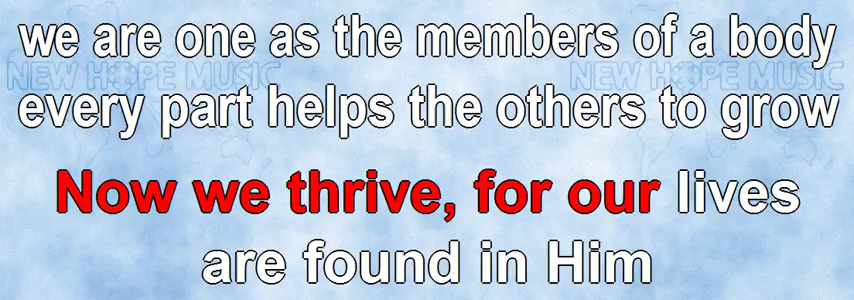 we are one as the members of a body
NEW HOPE MUSIC NEW HOPE MUSIC
every part helps the others to grow
Now we thrive, for our lives
are found in Him